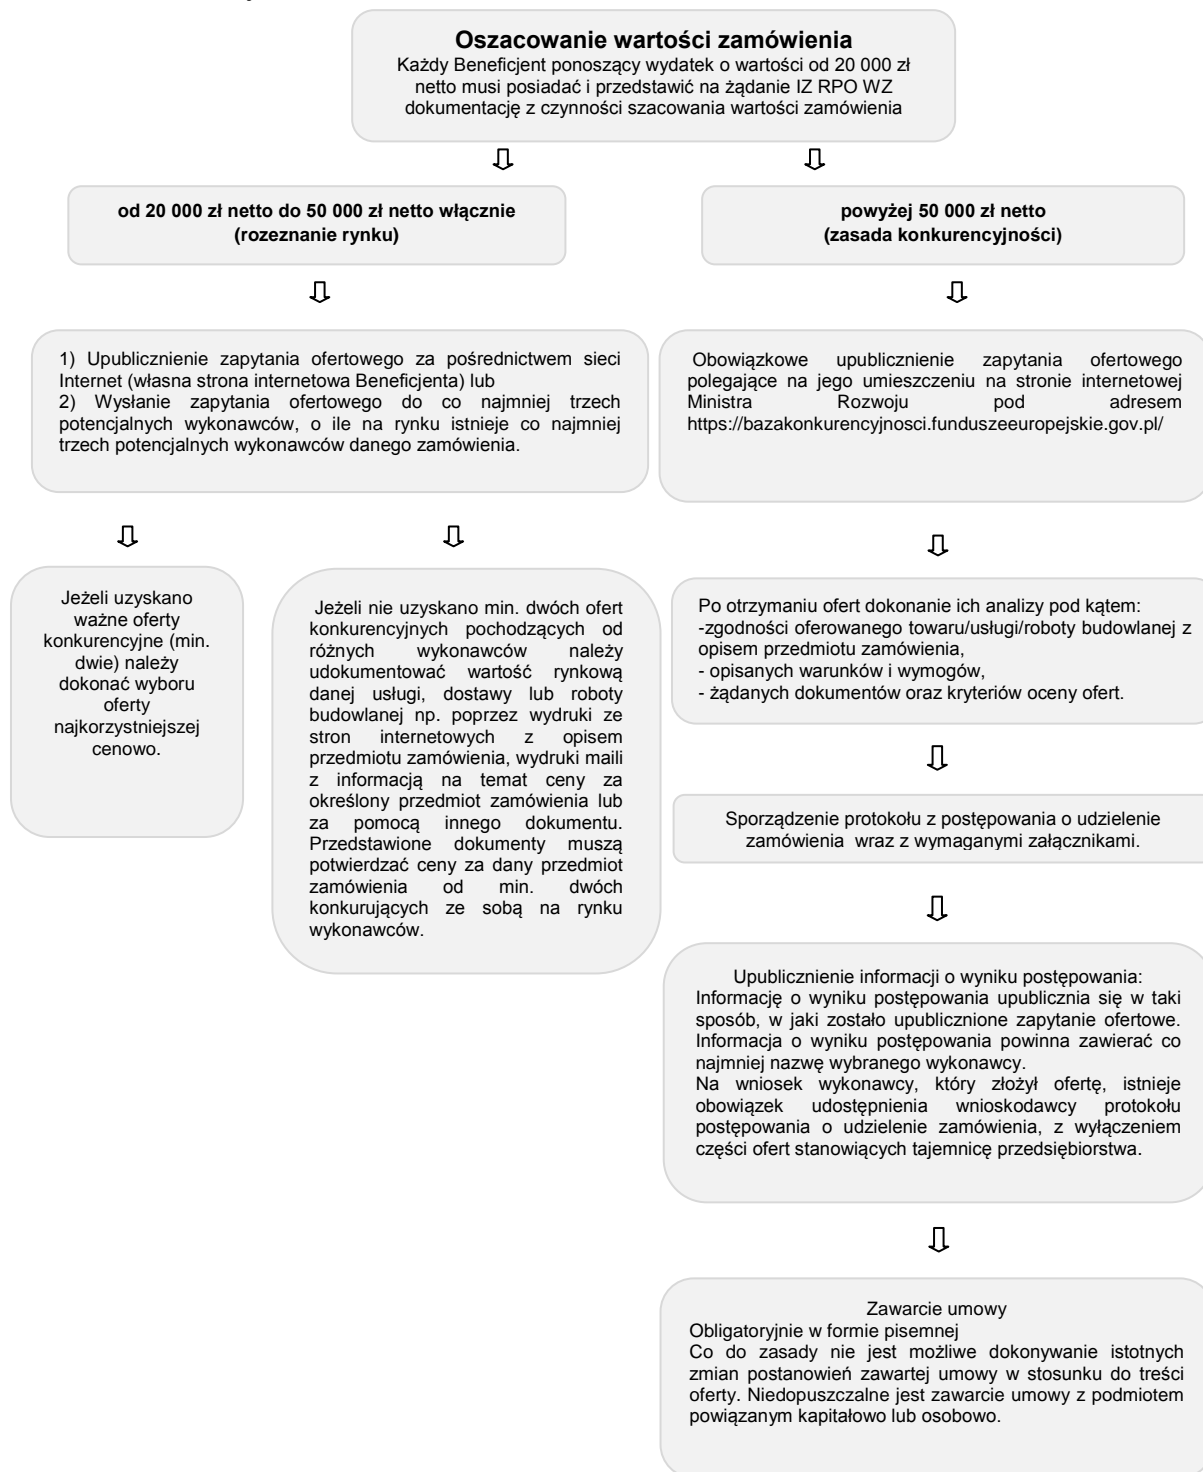 Oszacowanie wartości zamówienia
Każdy Beneficjent ponoszący wydatek o wartości od 20 000 zł
netto musi posiadać i przedstawić na żądanie IZ RPO WZ
dokumentację z czynności szacowania wartości zamówienia
od 20 000 zł netto do 50 000 zł netto włącznie
(rozeznanie rynku)
powyżej 50 000 zł netto
(zasada konkurencyjności)
1) Upublicznienie zapytania ofertowego za pośrednictwem sieci
Internet (własna strona internetowa Beneficjenta) lub
2) Wysłanie zapytania ofertowego do co najmniej trzech
potencjalnych wykonawców, o ile na rynku istnieje co najmniej
trzech potencjalnych wykonawców danego zamówienia.
Obowiązkowe upublicznienie zapytania ofertowego
polegające na jego umieszczeniu na stronie internetowej
Ministra Rozwoju pod adresem
https://bazakonkurencyjnosci.funduszeeuropejskie.gov.pl/
Jeżeli uzyskano
ważne oferty
konkurencyjne (min.
dwie) należy
dokonać wyboru
oferty
najkorzystniejszej
cenowo.
Jeżeli nie uzyskano min. dwóch ofert
konkurencyjnych pochodzących od
różnych wykonawców należy
udokumentować wartość rynkową
danej usługi, dostawy lub roboty
budowlanej np. poprzez wydruki ze
stron internetowych z opisem
przedmiotu zamówienia, wydruki maili
z informacją na temat ceny za
określony przedmiot zamówienia lub
za pomocą innego dokumentu.
Przedstawione dokumenty muszą
potwierdzać ceny za dany przedmiot
zamówienia od min. dwóch
konkurujących ze sobą na rynku
wykonawców.
Po otrzymaniu ofert dokonanie ich analizy pod kątem:
-zgodności oferowanego towaru/usługi/roboty budowlanej z
opisem przedmiotu zamówienia,
- opisanych warunków i wymogów,
- żądanych dokumentów oraz kryteriów oceny ofert.
Sporządzenie protokołu z postępowania o udzielenie
zamówienia wraz z wymaganymi załącznikami.
Upublicznienie informacji o wyniku postępowania:
Informację o wyniku postępowania upublicznia się w taki
sposób, w jaki zostało upublicznione zapytanie ofertowe.
Informacja o wyniku postępowania powinna zawierać co
najmniej nazwę wybranego wykonawcy.
Na wniosek wykonawcy, który złożył ofertę, istnieje
obowiązek udostępnienia wnioskodawcy protokołu
postępowania o udzielenie zamówienia, z wyłączeniem
części ofert stanowiących tajemnicę przedsiębiorstwa.
Zawarcie umowy
Obligatoryjnie w formie pisemnej
Co do zasady nie jest możliwe dokonywanie istotnych
zmian postanowień zawartej umowy w stosunku do treści
oferty. Niedopuszczalne jest zawarcie umowy z podmiotem
powiązanym kapitałowo lub osobowo.